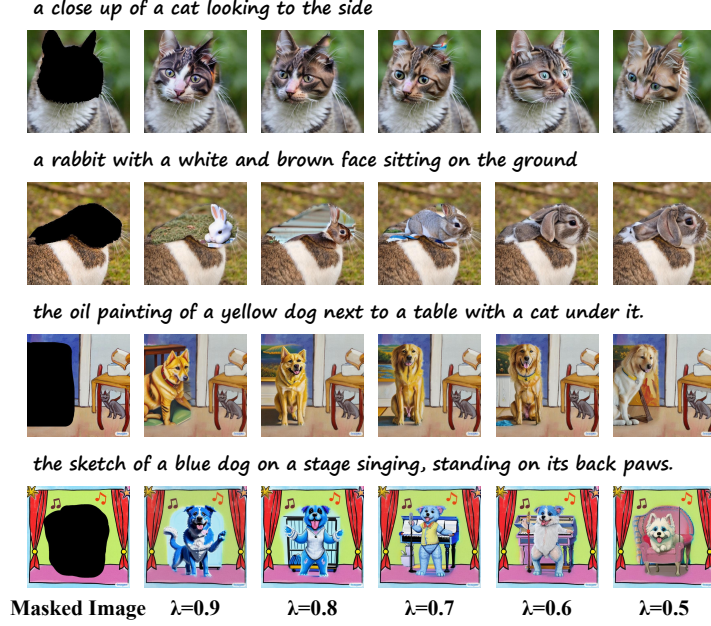 a close up of a cat looking to the side
a rabbit with a white and brown face sitting on the ground
the oil painting of a yellow dog next to a table with a cat under it.
the sketch of a blue dog on a stage singing, standing on its back paws.
Masked Image λ=0.9 λ=0.8 λ=0.7 λ=0.6 λ=0.5